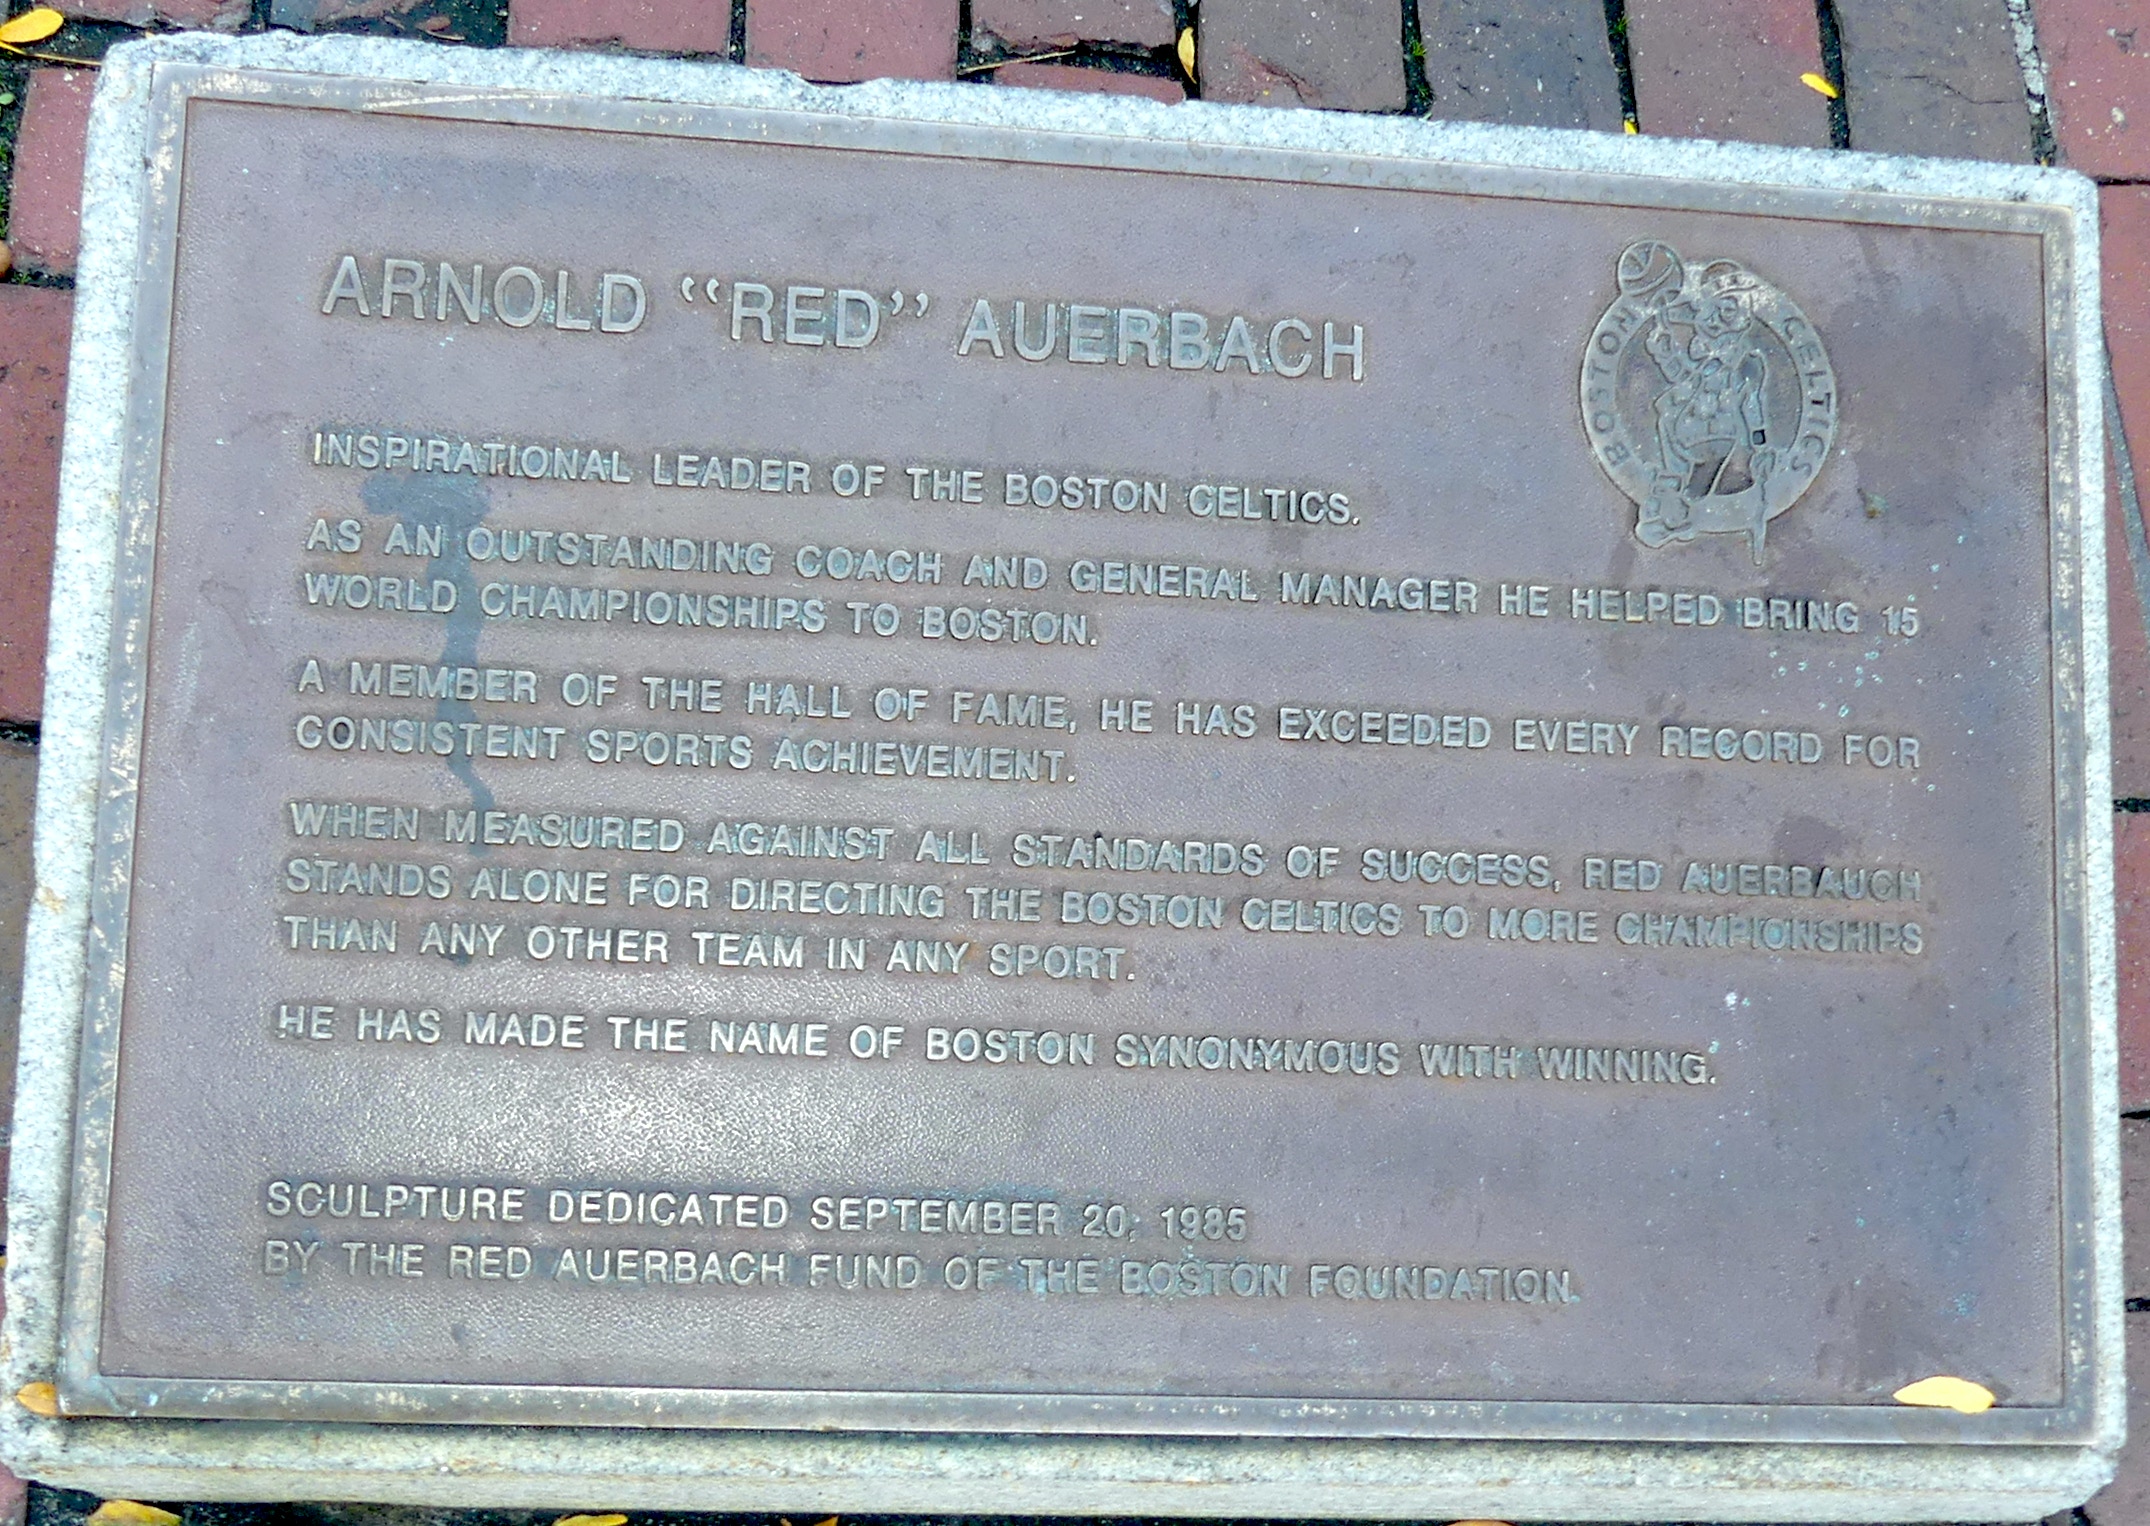 ARNOLD “RED” AUERBACH
BOSTON CELTICS
INSPIRATIONAL LEADER OF THE BOSTON CELTICS.
AS AN OUTSTANDING COACH AND GENERAL MANAGER HE HELPED BRING 15
WORLD CHAMPIONSHIPS TO BOSTON.
A MEMBER OF THE HALL OF FAME, HE HAS EXCEEDED EVERY RECORD FOR
CONSISTENT SPORTS ACHIEVEMENT.
WHEN MEASURED AGAINST ALL STANDARDS OF SUCCESS, RED AUERBAUCH
STANDS ALONE FOR DIRECTING THE BOSTON CELTICS TO MORE CHAMPIONSHIPS
THAN ANY OTHER TEAM IN ANY SPORT.
HE HAS MADE THE NAME OF BOSTON SYNONYMOUS WITH WINNING.
SCULPTURE DEDICATED SEPTEMBER 20, 1985
BY THE RED AUERBACH FUND OF THE BOSTON FOUNDATION.